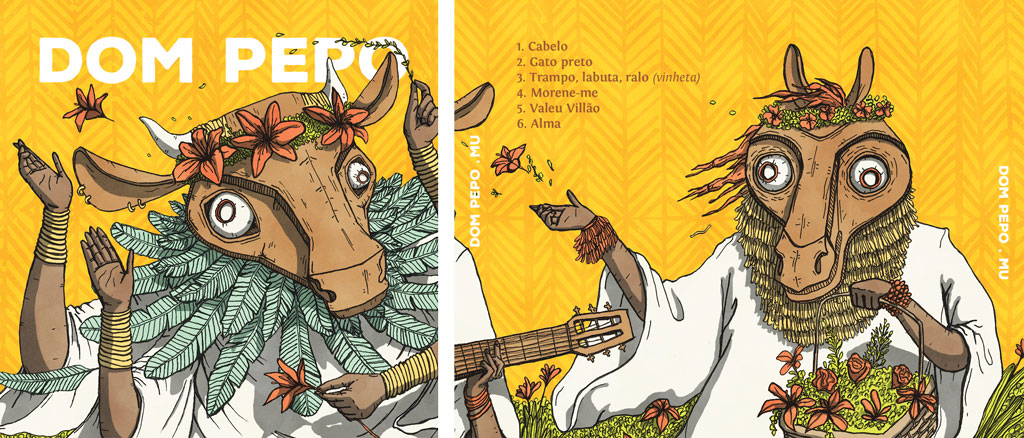 DOM PEPO
DOM PEPO . MU
1. Cabelo
2. Gato preto
3. Trampo, labuta, ralo (vinheta)
4. Morene-me
5. Valeu Villão
6. Alma
DOM PEPO . MU